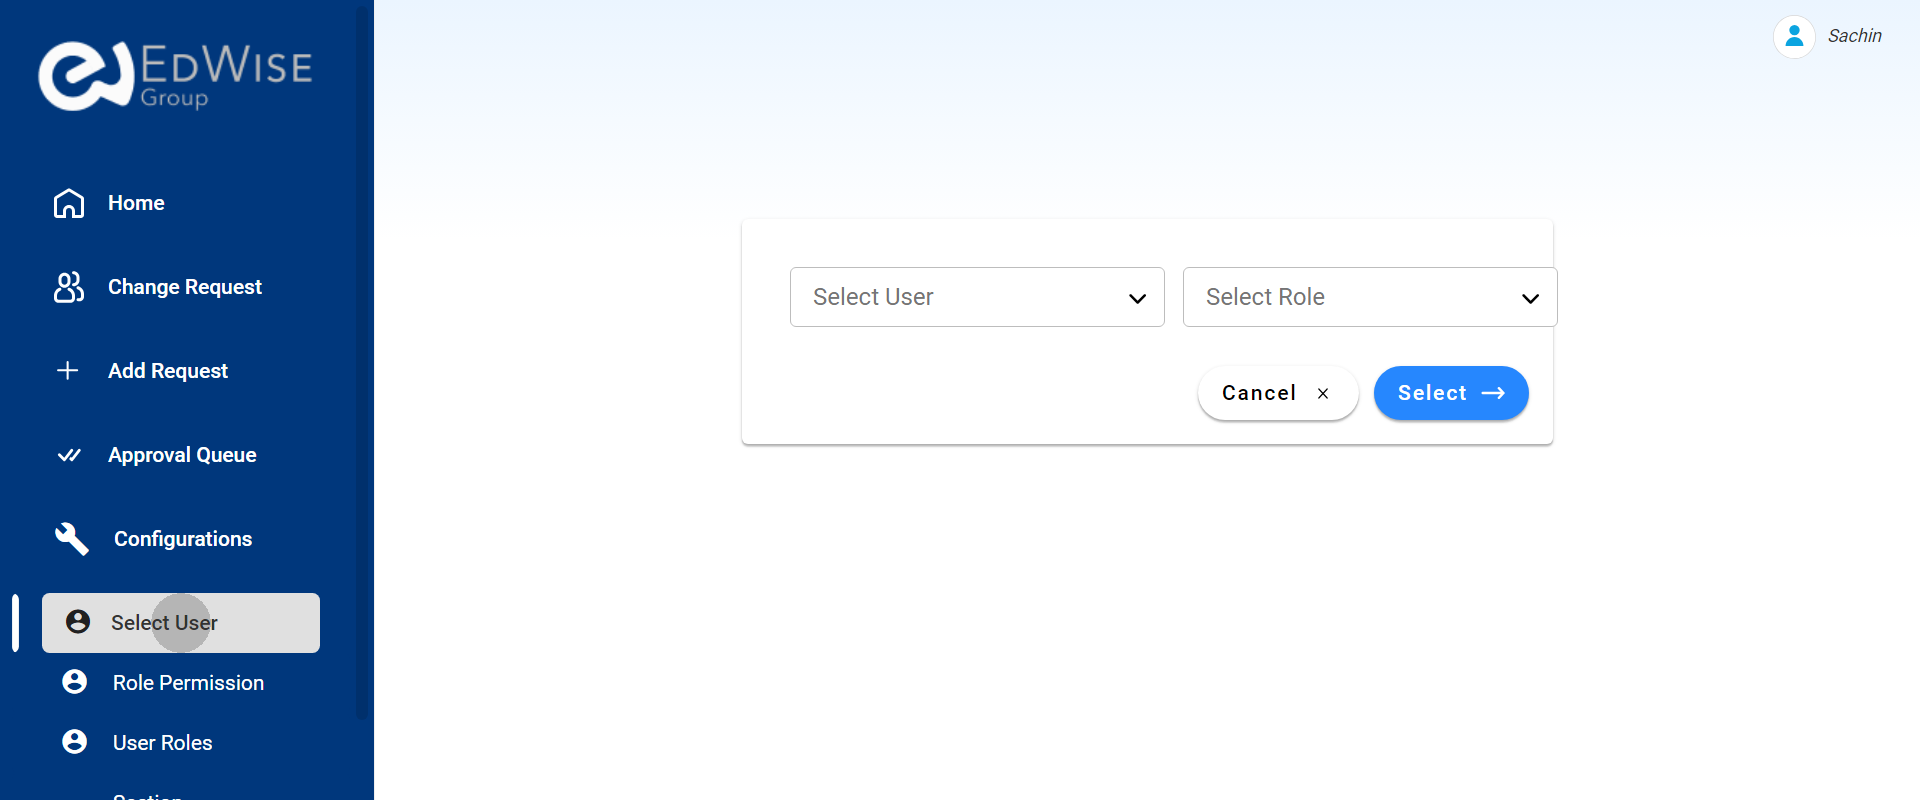 EDWISE
Group
Sachin
Home
Change Request
Add Request
Approval Queue
Configurations
Select User
Role Permission
User Roles
Section
Select User
Select Role
Cancel
Select